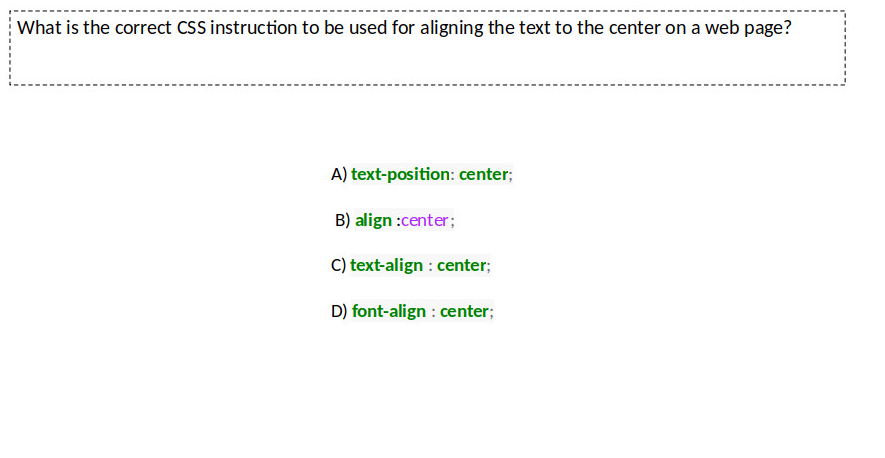 What is the correct CSS instruction to be used for aligning the text to the center on a web page?
A) text-position: center;
B) align :center;
C) text-align : center;
D) font-align : center;